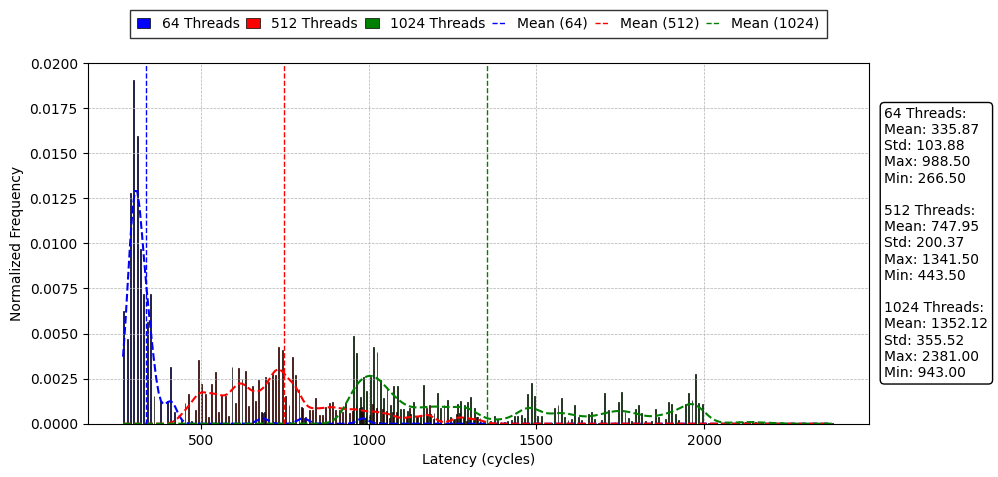 64 Threads 512 Threads 1024 Threads Mean (64) Mean (512) Mean (1024)
0.0200
0.0175
0.0150
0.0125
0.0100
0.0075
0.0050
0.0025
0.0000
Normalized Frequency
500 1000 1500 2000
Latency (cycles)
64 Threads:
Mean: 335.87
Std: 103.88
Max: 988.50
Min: 266.50
512 Threads:
Mean: 747.95
Std: 200.37
Max: 1341.50
Min: 443.50
1024 Threads:
Mean: 1352.12
Std: 355.52
Max: 2381.00
Min: 943.00